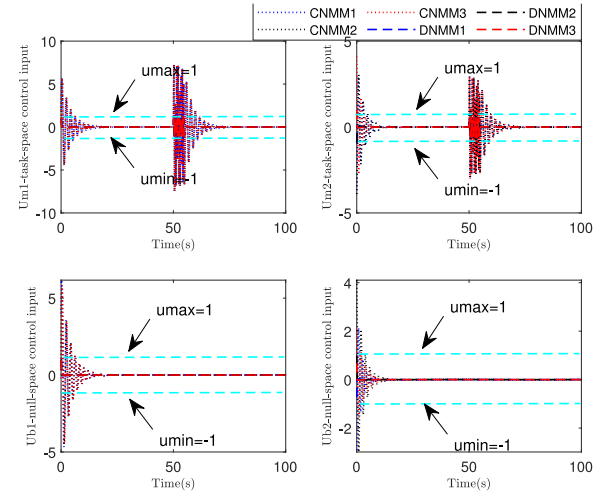 CNMM1 CNMM3 DNMM2
CNMM2 DNMM1 DNMM3
10
5
0
-5
-10
Um1-task-space control input
umax=1
umin=-1
0 50 100
Time(s)
5
0
-5
Um2-task-space control input
umax=1
umin=-1
0 50 100
Time(s)
5
0
-5
Ub1-null-space control input
umax=1
umin=-1
0 50 100
Time(s)
4
2
0
-2
Ub2-null-space control input
umax=1
umin=-1
0 50 100
Time(s)